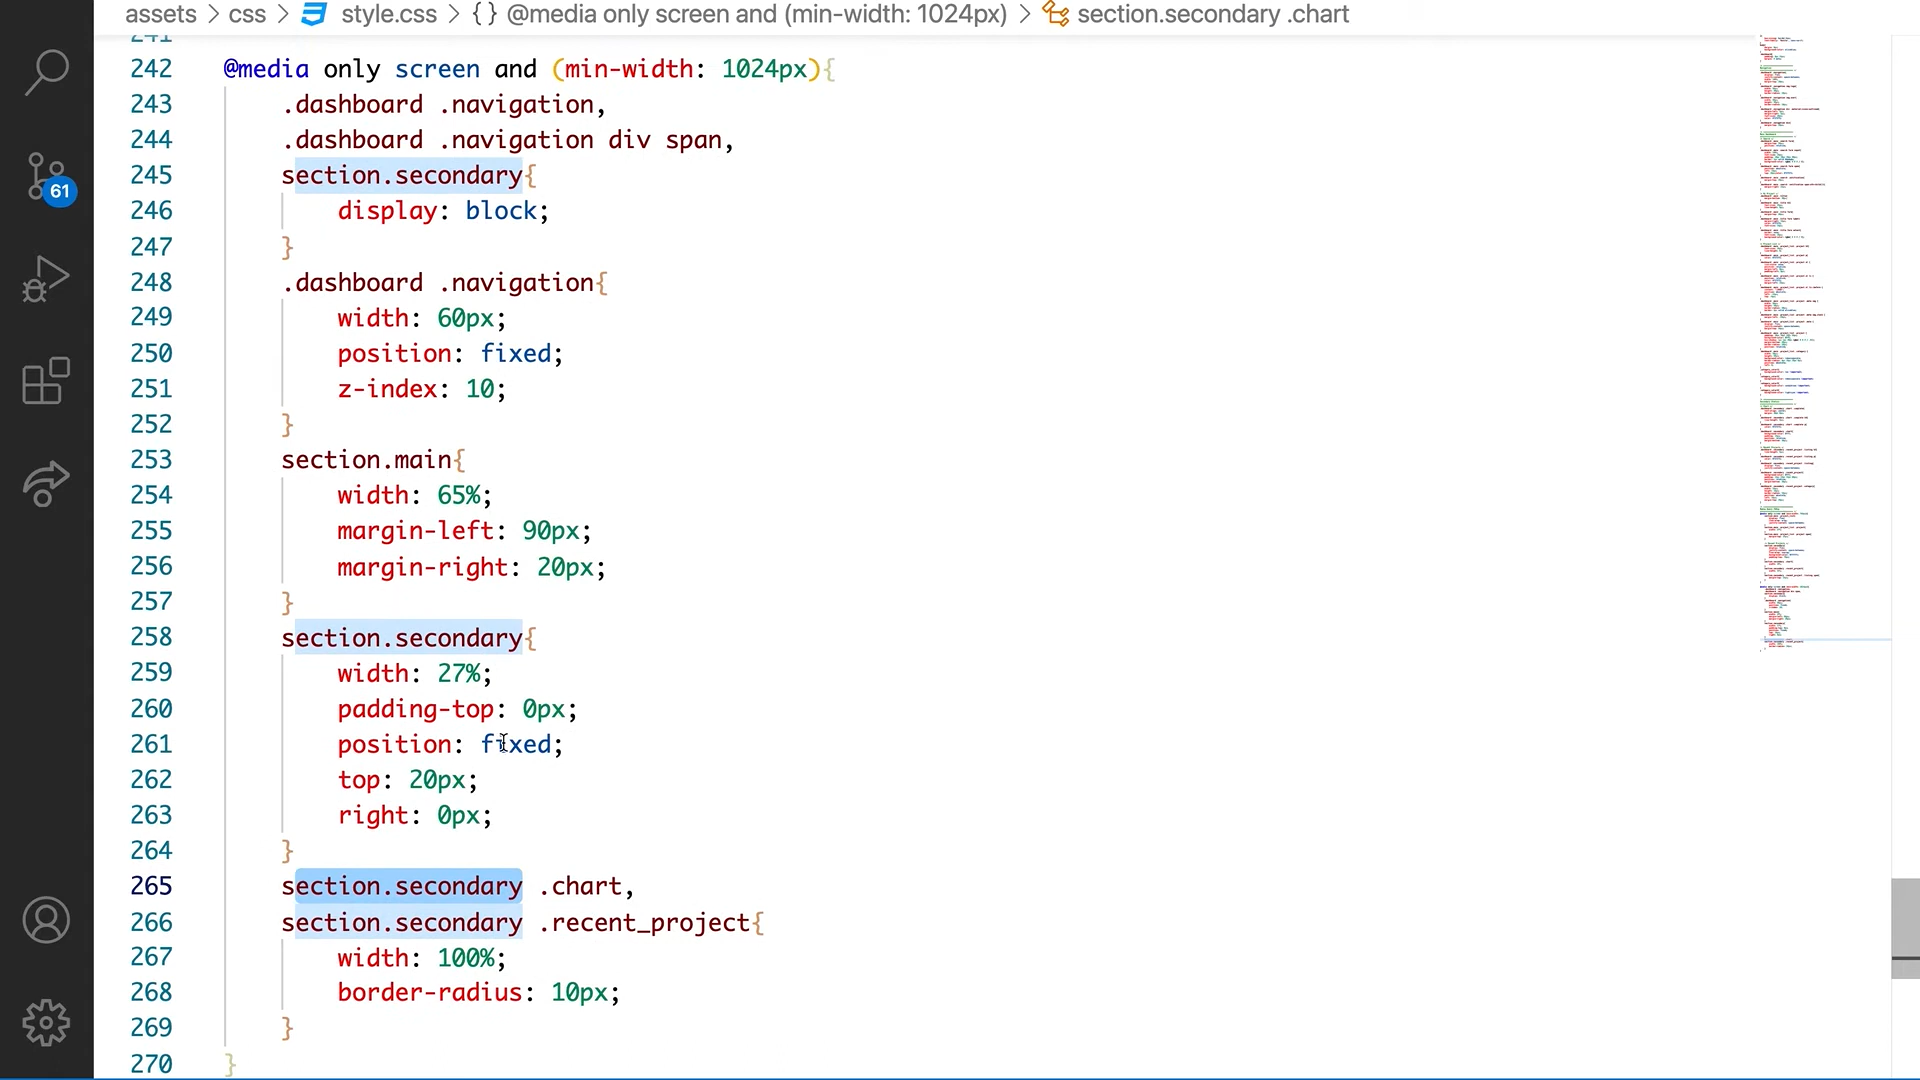 assets > css > style.css > {} @media only screen and (min-width: 1024px) > section.secondary .chart
241
242 @media only screen and (min-width: 1024px){
243 .dashboard .navigation,
244 .dashboard .navigation div span,
245 section.secondary{
246 display: block;
247 }
248 .dashboard .navigation{
249 width: 60px;
250 position: fixed;
251 z-index: 10;
252 }
253 section.main{
254 width: 65%;
255 margin-left: 90px;
256 margin-right: 20px;
257 }
258 section.secondary{
259 width: 27%;
260 padding-top: 0px;
261 position: fixed;
262 top: 20px;
263 right: 0px;
264 }
265 section.secondary .chart,
266 section.secondary .recent_project{
267 width: 100%;
268 border-radius: 10px;
269 }
270 }
61